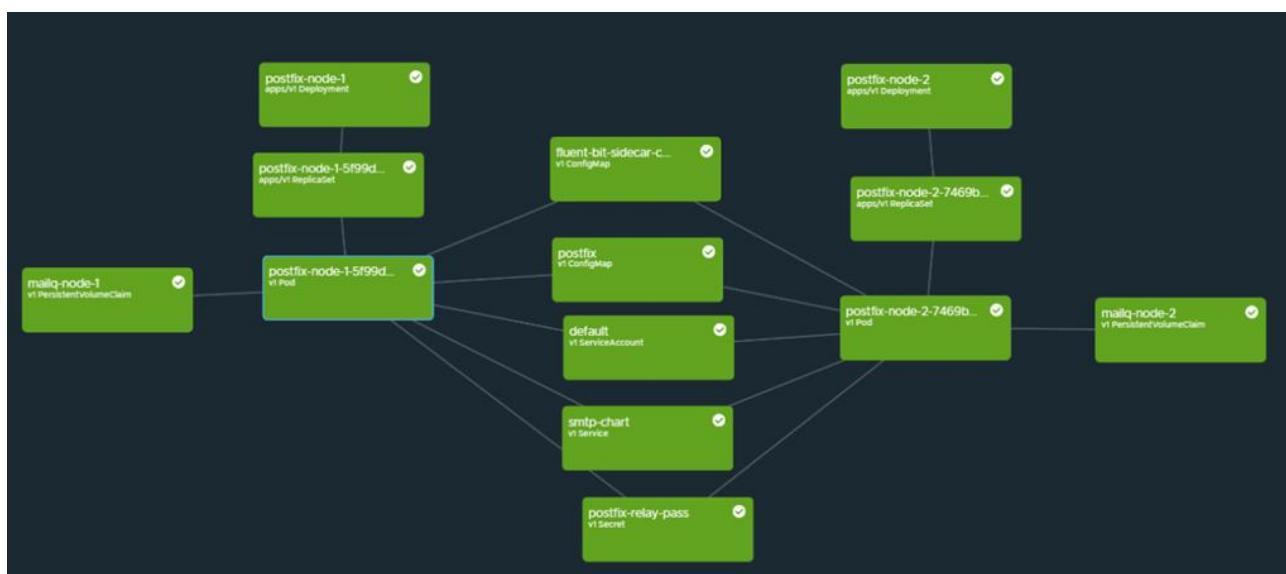 postfix-node-1
apps/v1 Deployment
postfix-node-2
apps/v1 Deployment
fluent-bit-sidecar-c...
v1 ConfigMap
postfix-node-1-5f99d...
apps/v1 ReplicaSet
postfix-node-2-7469b...
apps/v1 ReplicaSet
postfix
v1 ConfigMap
postfix-node-1-5f99d...
v1 Pod
mailq-node-1
v1 PersistentVolumeClaim
postfix-node-2-7469b...
v1 Pod
mailq-node-2
v1 PersistentVolumeClaim
default
v1 ServiceAccount
smtp-chart
v1 Service
postfix-relay-pass
v1 Secret